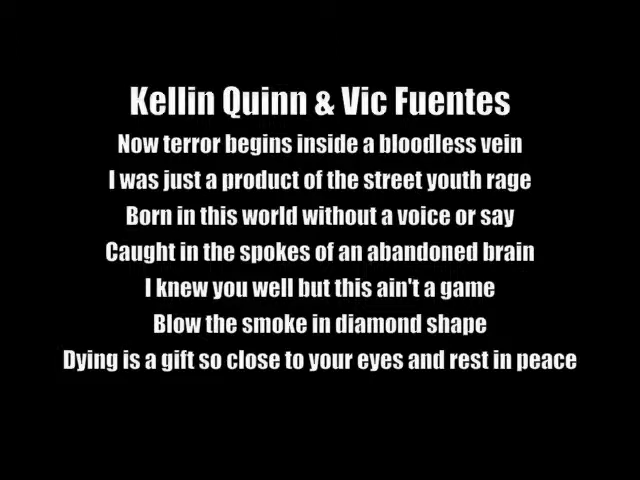 Kellin Quinn & Vic Fuentes
Now terror begins inside a bloodless vein
I was just a product of the street youth rage
Born in this world without a voice or say
Caught in the spokes of an abandoned brain
I knew you well but this ain't a game
Blow the smoke in diamond shape
Dying is a gift so close to your eyes and rest in peace